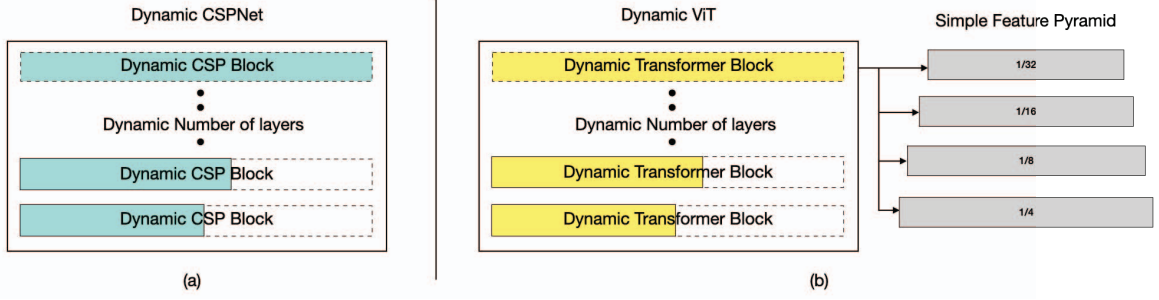 Dynamic CSPNet
Dynamic CSP Block
Dynamic Number of layers
Dynamic CSP Block
Dynamic CSP Block
(a)
Dynamic ViT
Dynamic Transformer Block
Dynamic Number of layers
Dynamic Transformer Block
Dynamic Transformer Block
(b)
Simple Feature Pyramid
1/32
1/16
1/8
1/4